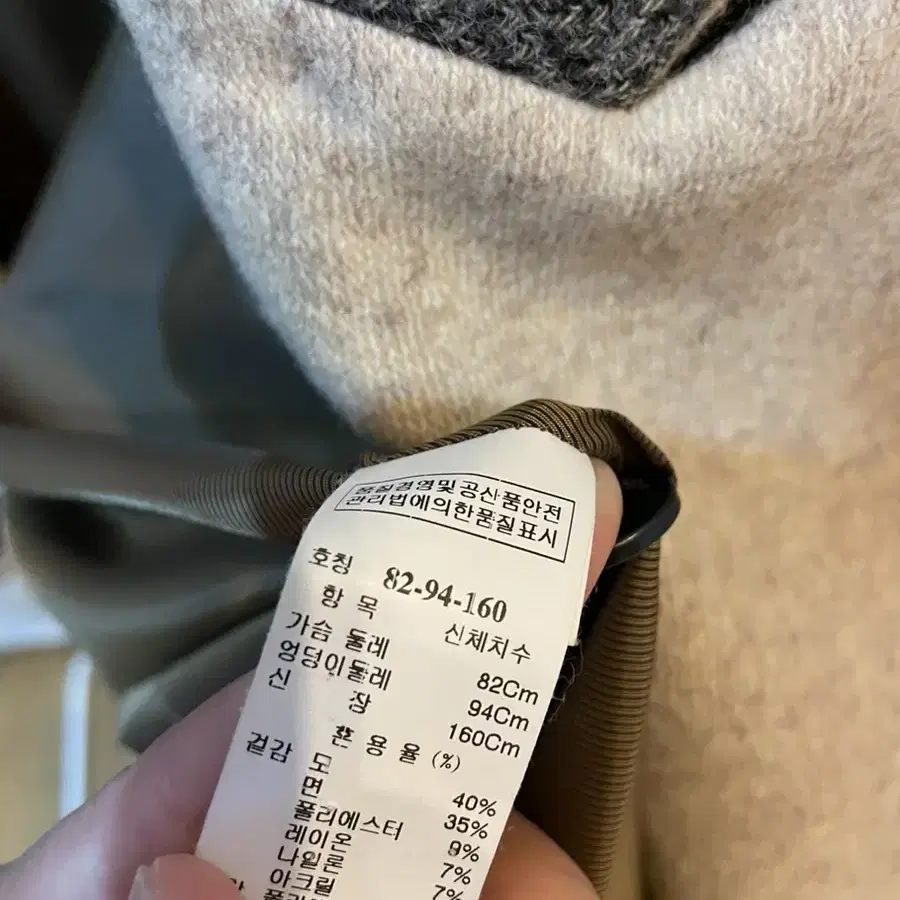 품질경영및공산품안전
관리법에의한품질표시
호칭 82-94-160
항 목 신체치수
가슴 둘레 82Cm
엉덩이둘레 94Cm
신 장 160Cm
혼 용 율 (%)
겉감 모 40%
면 35%
폴리에스터 9%
레이온 7%
나일론 7%
아크릴